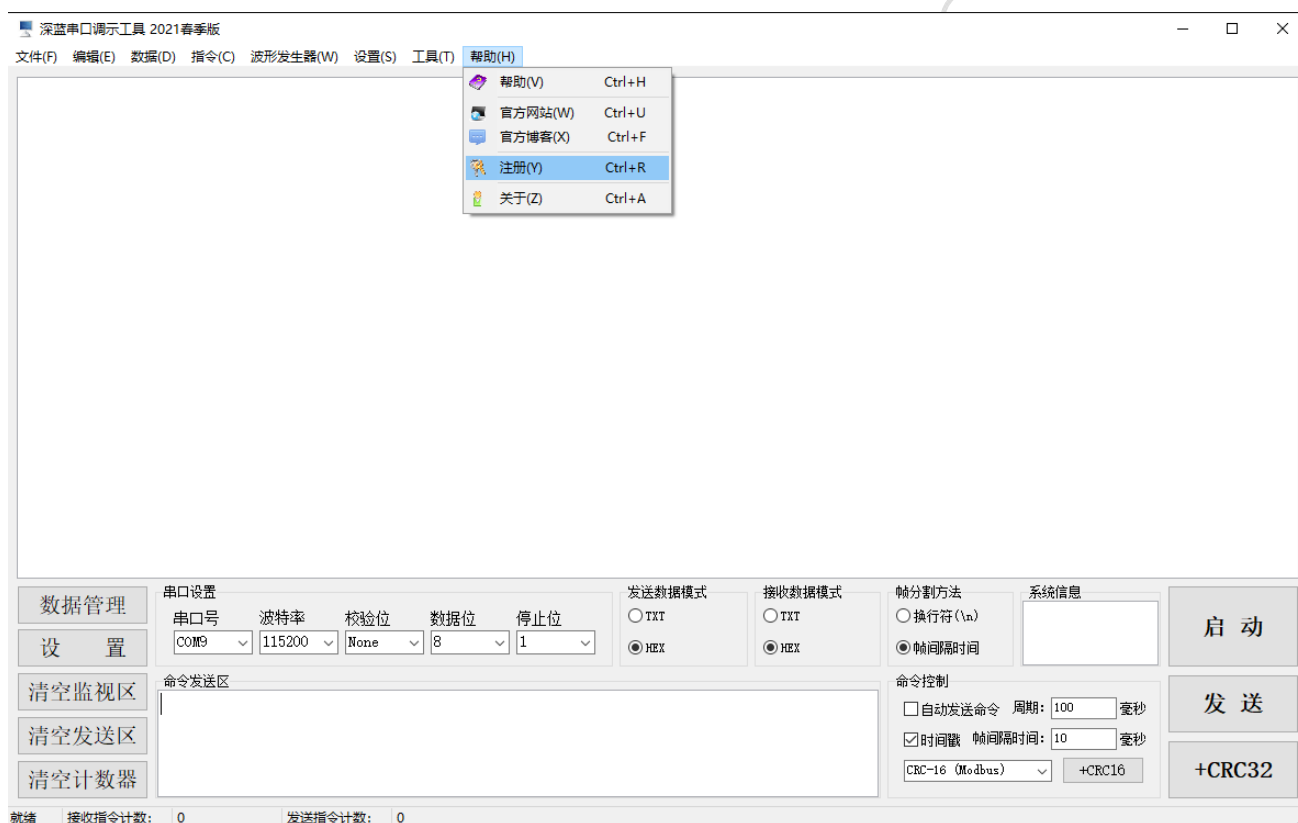 深蓝串口调示工具 2021春季版
文件(F) 编辑(E) 数据(D) 指令(C) 波形发生器(W) 设置(S) 工具(T) 帮助(H)
帮助(V) Ctrl+H
官方网站(W) Ctrl+U
官方博客(X) Ctrl+F
注册(Y) Ctrl+R
关于(Z) Ctrl+A
数据管理
设 置
清空监视区
清空发送区
清空计数器
串口设置
串口号 波特率 校验位 数据位 停止位
COM9 115200 None 8 1
发送数据模式
TXT
HEX
接收数据模式
TXT
HEX
帧分割方法
换行符(\n)
帧间隔时间
系统信息
启 动
命令发送区
命令控制
自动发送命令 周期: 100 毫秒
时间戳 帧间隔时间: 10 毫秒
CRC-16 (Modbus) +CRC16
发 送
+CRC32
就绪 接收指令计数: 0 发送指令计数: 0